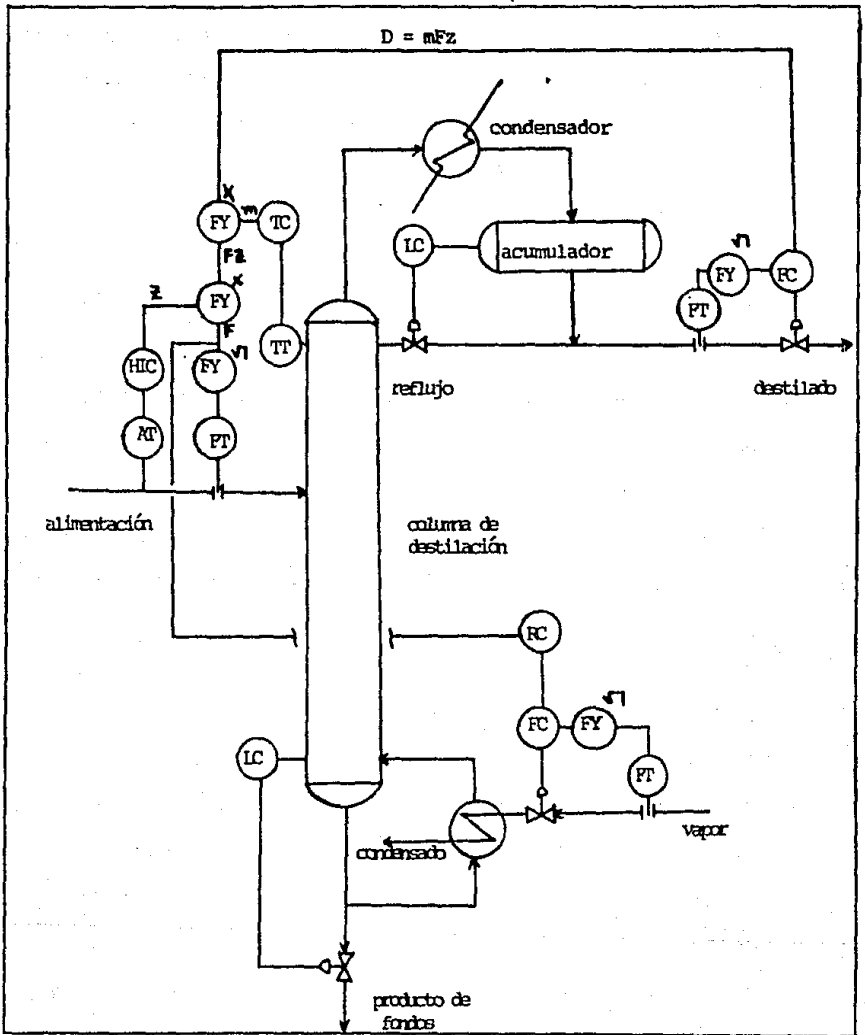 D = mFz
condensador
X
FY
m
TC
LC
acumulador
√
FY
FC
FT
Fz
z
FY
x
F
HIC
FY
√
TT
reflujo
destilado
AT
FT
alimentación
columna de
destilación
RC
√
FC
FY
LC
FT
vapor
condensado
producto de
fondos